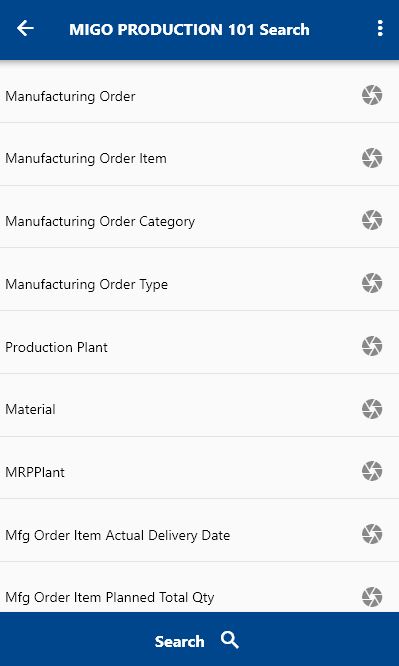 MIGO PRODUCTION 101 Search
Manufacturing Order
Manufacturing Order Item
Manufacturing Order Category
Manufacturing Order Type
Production Plant
Material
MRPPlant
Mfg Order Item Actual Delivery Date
Mfg Order Item Planned Total Qty
Search